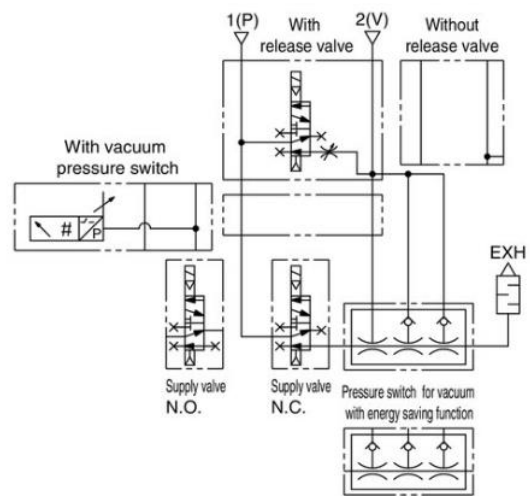 1(P)
With
release valve
2(V)
Without
release valve
With vacuum
pressure switch
#
P
EXH
Supply valve
N.O.
Supply valve
N.C.
Pressure switch for vacuum
with energy saving function